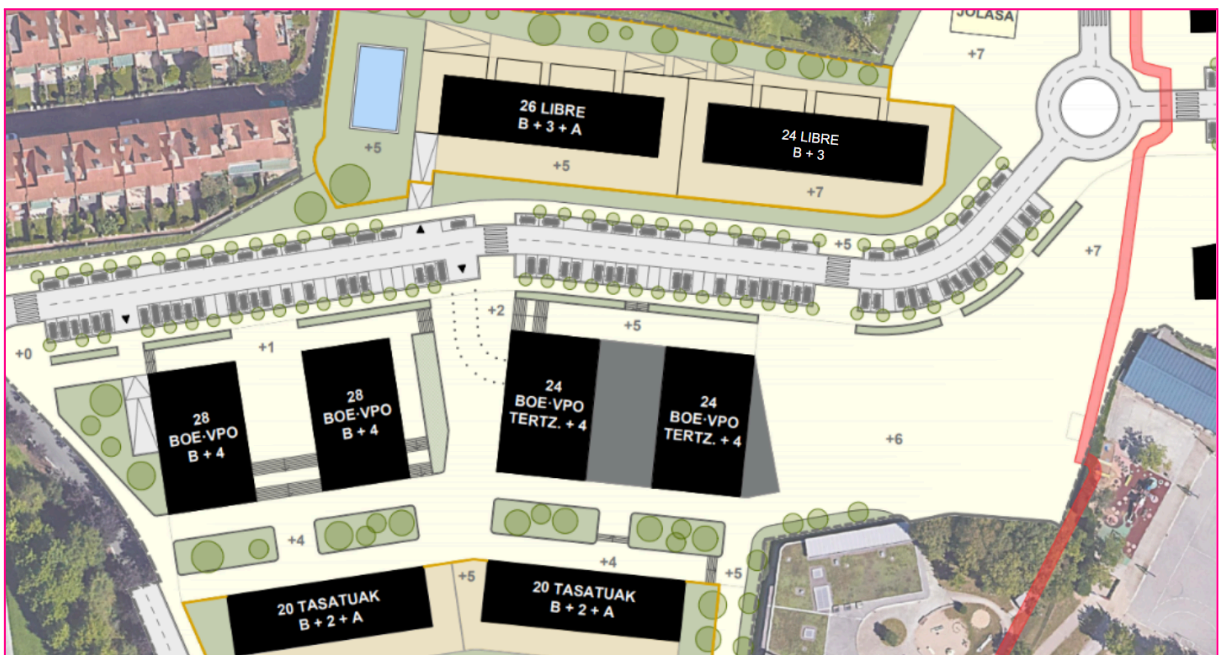 JOLASA
+7
26 LIBRE
B + 3 + A
24 LIBRE
B + 3
+5
+5
+7
+5
+7
+2
+5
+0
+1
28
BOE·VPO
B + 4
28
BOE·VPO
B + 4
24
BOE·VPO
TERTZ. + 4
24
BOE·VPO
TERTZ. + 4
+6
+4
+4
+5
+5
20 TASATUAK
B + 2 + A
20 TASATUAK
B + 2 + A